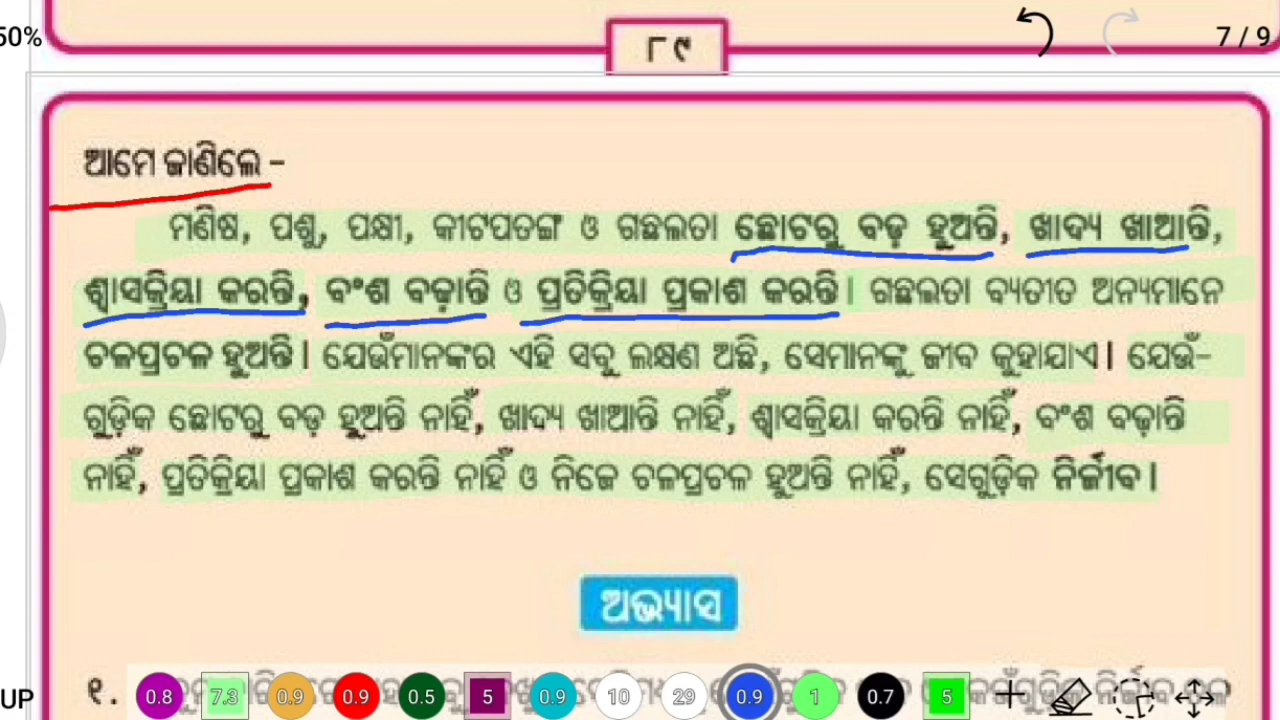 50%
୮୯
7 / 9
ଆମେ ଜାଣିଲେ -
ମଣିଷ, ପଶୁ, ପକ୍ଷୀ, କୀଟପତଙ୍ଗ ଓ ଗଛଲତା ଛୋଟରୁ ବଡ଼ ହୁଅନ୍ତି, ଖାଦ୍ୟ ଖାଆନ୍ତି,
ଶ୍ୱାସକ୍ରିୟା କରନ୍ତି, ବଂଶ ବଢ଼ାନ୍ତି ଓ ପ୍ରତିକ୍ରିୟା ପ୍ରକାଶ କରନ୍ତି। ଗଛଲତା ବ୍ୟତୀତ ଅନ୍ୟମାନେ
ଚଳପ୍ରଚଳ ହୁଅନ୍ତି। ଯେଉଁମାନଙ୍କର ଏହି ସବୁ ଲକ୍ଷଣ ଅଛି, ସେମାନଙ୍କୁ ଜୀବ କୁହାଯାଏ। ଯେଉଁ-
ଗୁଡ଼ିକ ଛୋଟରୁ ବଡ଼ ହୁଅନ୍ତି ନାହିଁ, ଖାଦ୍ୟ ଖାଆନ୍ତି ନାହିଁ, ଶ୍ୱାସକ୍ରିୟା କରନ୍ତି ନାହିଁ, ବଂଶ ବଢ଼ାନ୍ତି
ନାହିଁ, ପ୍ରତିକ୍ରିୟା ପ୍ରକାଶ କରନ୍ତି ନାହିଁ ଓ ନିଜେ ଚଳପ୍ରଚଳ ହୁଅନ୍ତି ନାହିଁ, ସେଗୁଡ଼ିକ ନିର୍ଜୀବ।
ଅଭ୍ୟାସ
୧.
UP 0.8 7.3 0.9 0.9 0.5 5 0.9 10 29 0.9 1 0.7 5